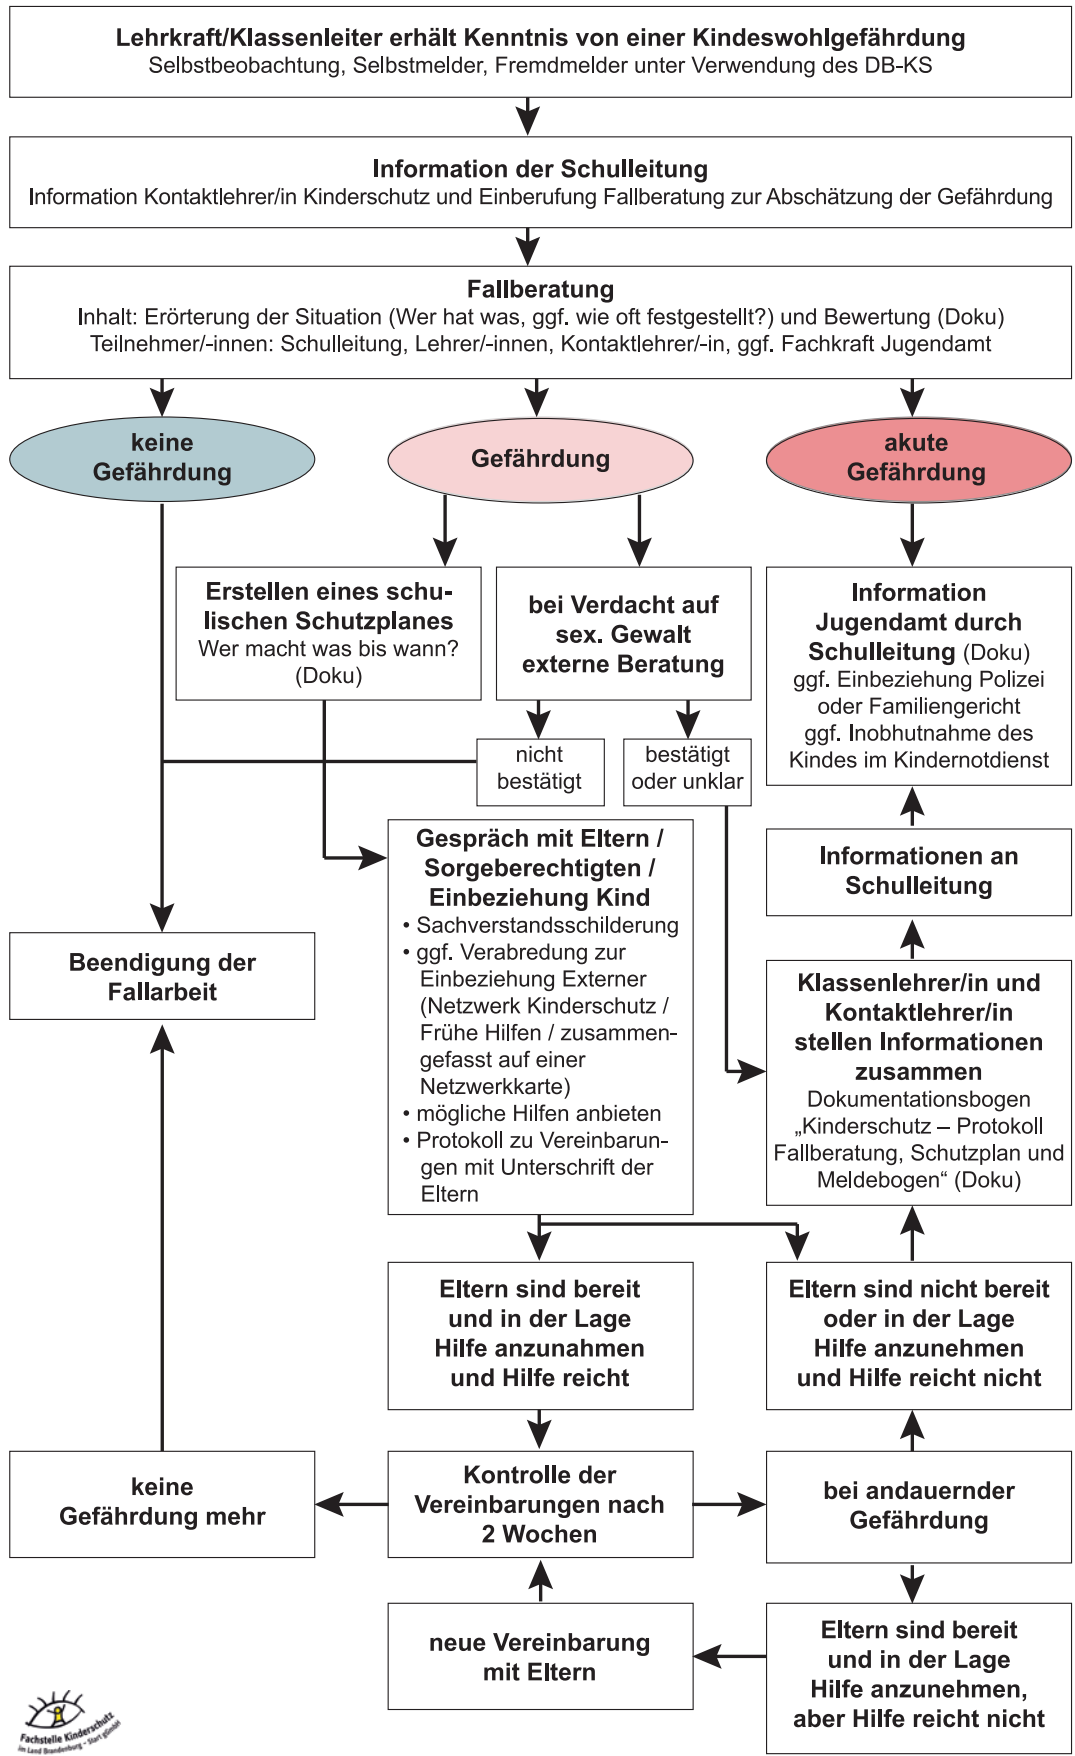 Lehrkraft/Klassenleiter erhält Kenntnis von einer Kindeswohlgefährdung
Selbstbeobachtung, Selbstmelder, Fremdmelder unter Verwendung des DB-KS
Information der Schulleitung
Information Kontaktlehrer/in Kinderschutz und Einberufung Fallberatung zur Abschätzung der Gefährdung
Fallberatung
Inhalt: Erörterung der Situation (Wer hat was, ggf. wie oft festgestellt?) und Bewertung (Doku)
Teilnehmer/-innen: Schulleitung, Lehrer/-innen, Kontaktlehrer/-in, ggf. Fachkraft Jugendamt
keine
Gefährdung
Gefährdung
akute
Gefährdung
Erstellen eines schu-
lischen Schutzplanes
Wer macht was bis wann?
(Doku)
bei Verdacht auf
sex. Gewalt
externe Beratung
Information
Jugendamt durch
Schulleitung (Doku)
ggf. Einbeziehung Polizei
oder Familiengericht
ggf. Inobhutnahme des
Kindes im Kindernotdienst
nicht
bestätigt
bestätigt
oder unklar
Gespräch mit Eltern /
Sorgeberechtigten /
Einbeziehung Kind
• Sachverstandsschilderung
• ggf. Verabredung zur
Einbeziehung Externer
(Netzwerk Kinderschutz /
Frühe Hilfen / zusammen-
gefasst auf einer
Netzwerkkarte)
• mögliche Hilfen anbieten
• Protokoll zu Vereinbarun-
gen mit Unterschrift der
Eltern
Informationen an
Schulleitung
Beendigung der
Fallarbeit
Klassenlehrer/in und
Kontaktlehrer/in
stellen Informationen
zusammen
Dokumentationsbogen
„Kinderschutz – Protokoll
Fallberatung, Schutzplan und
Meldebogen“ (Doku)
Eltern sind bereit
und in der Lage
Hilfe anzunahmen
und Hilfe reicht
Eltern sind nicht bereit
oder in der Lage
Hilfe anzunehmen
und Hilfe reicht nicht
keine
Gefährdung mehr
Kontrolle der
Vereinbarungen nach
2 Wochen
bei andauernder
Gefährdung
neue Vereinbarung
mit Eltern
Eltern sind bereit
und in der Lage
Hilfe anzunehmen,
aber Hilfe reicht nicht
Fachstelle Kinderschutz
im Land Brandenburg - Start gGmbH